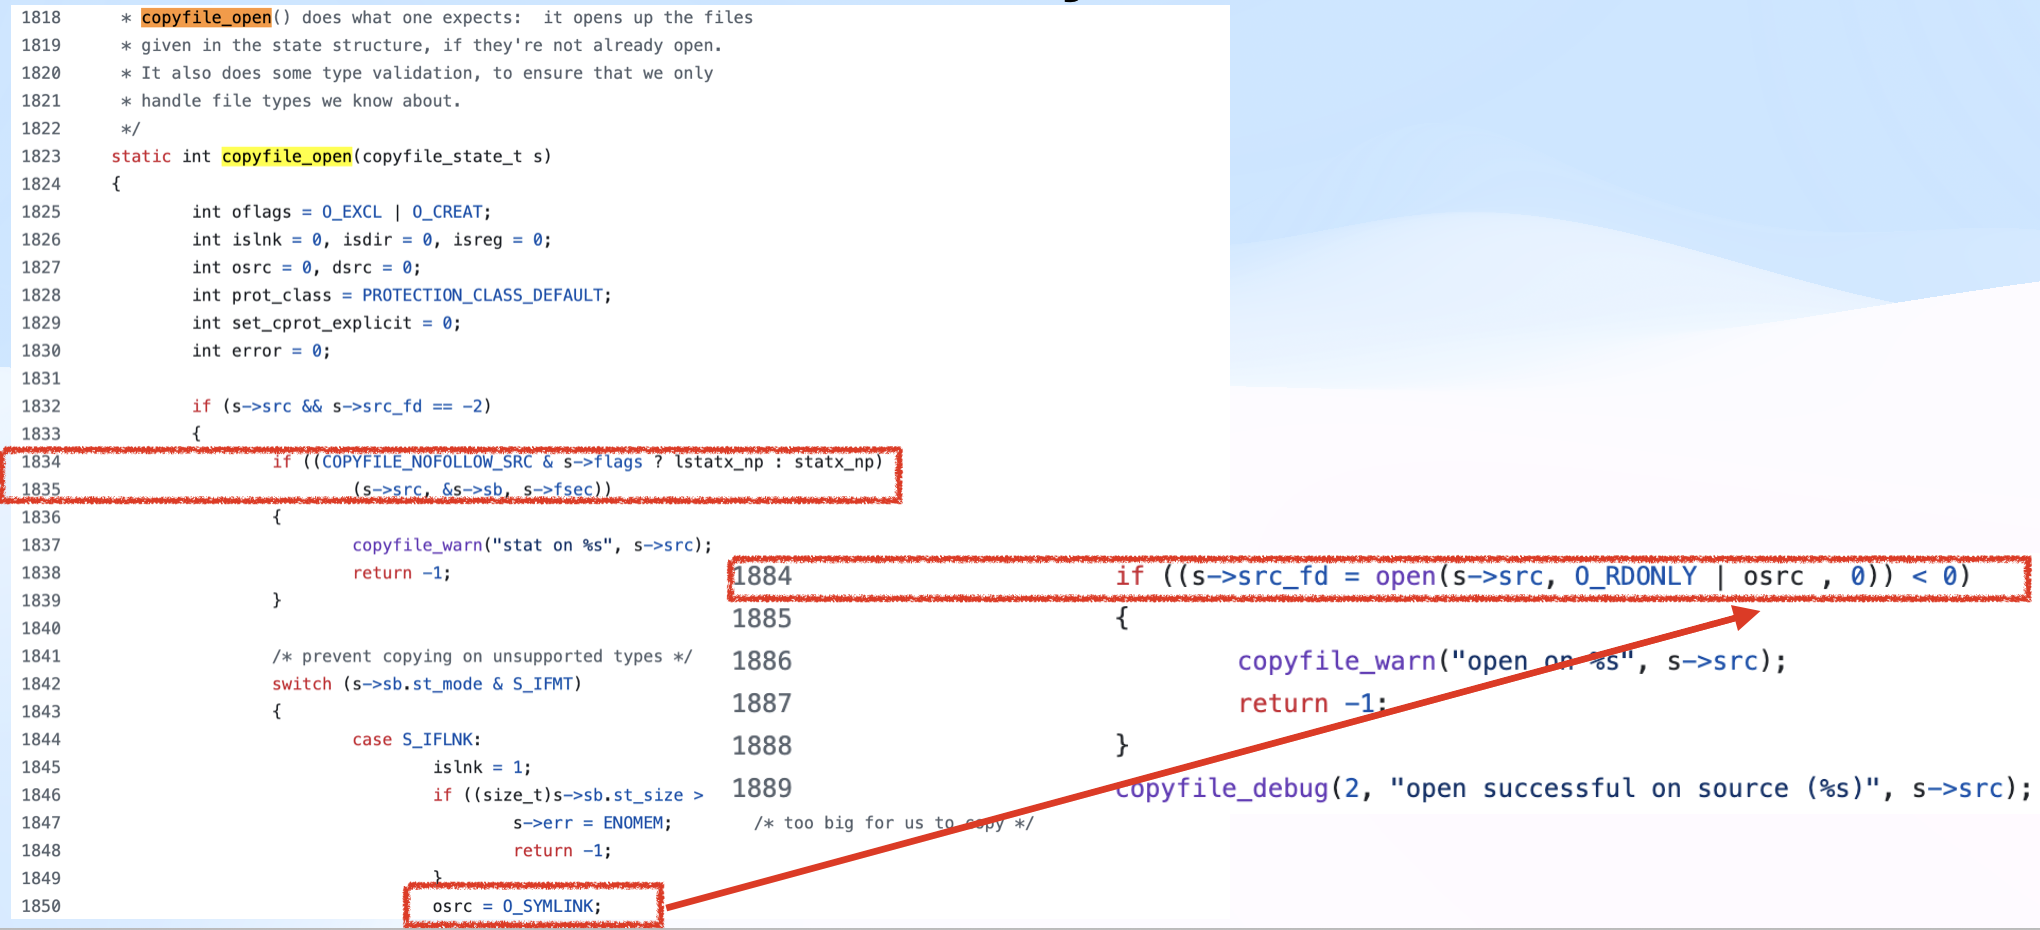 1818 * copyfile_open() does what one expects:  it opens up the files
1819 * given in the state structure, if they're not already open.
1820 * It also does some type validation, to ensure that we only
1821 * handle file types we know about.
1822 */
1823 static int copyfile_open(copyfile_state_t s)
1824 {
1825 int oflags = O_EXCL | O_CREAT;
1826 int islnk = 0, isdir = 0, isreg = 0;
1827 int osrc = 0, dsrc = 0;
1828 int prot_class = PROTECTION_CLASS_DEFAULT;
1829 int set_cprot_explicit = 0;
1830 int error = 0;
1831
1832 if (s->src && s->src_fd == -2)
1833 {
1834 if ((COPYFILE_NOFOLLOW_SRC & s->flags ? lstatx_np : statx_np)
1835 (s->src, &s->sb, s->fsec))
1836 {
1837 copyfile_warn("stat on %s", s->src);
1838 return -1;
1839 }
1840
1841 /* prevent copying on unsupported types */
1842 switch (s->sb.st_mode & S_IFMT)
1843 {
1844 case S_IFLNK:
1845 islnk = 1;
1846 if ((size_t)s->sb.st_size >
1847 s->err = ENOMEM; /* too big for us to copy */
1848 return -1;
1849 }
1850 osrc = O_SYMLINK;
1884 if ((s->src_fd = open(s->src, O_RDONLY | osrc , 0)) < 0)
1885 {
1886 copyfile_warn("open on %s", s->src);
1887 return -1;
1888 }
1889 copyfile_debug(2, "open successful on source (%s)", s->src);